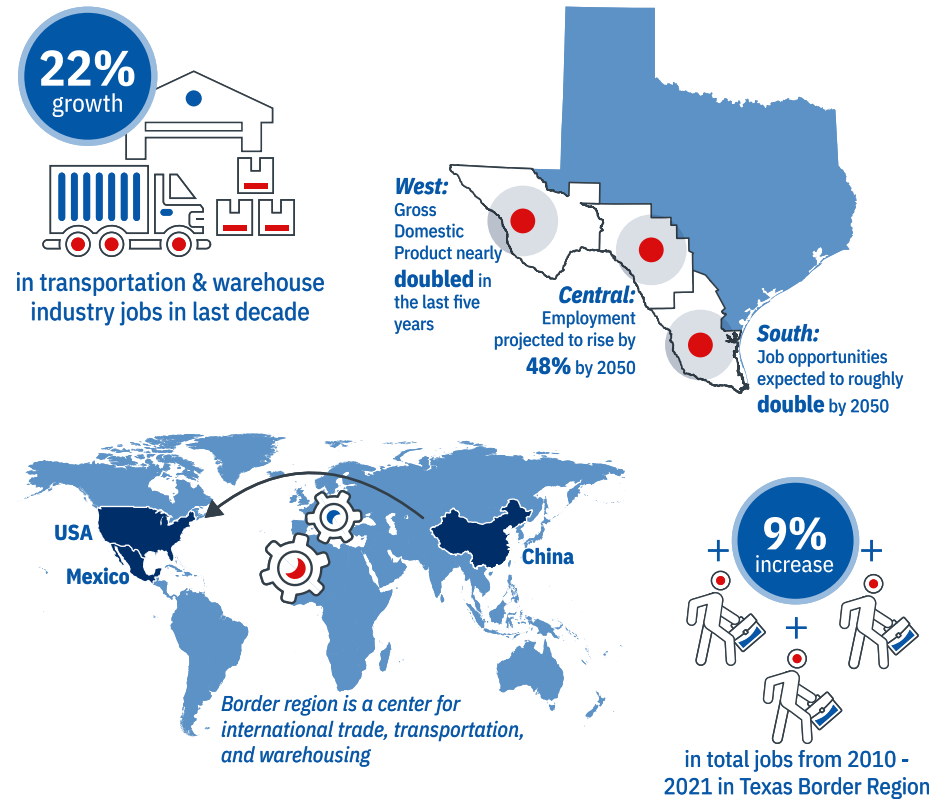 22%
growth
in transportation & warehouse
industry jobs in last decade
West:
Gross
Domestic
Product nearly
doubled in
the last five
years
Central:
Employment
projected to rise by
48% by 2050
South:
Job opportunities
expected to roughly
double by 2050
USA
Mexico
China
Border region is a center for
international trade, transportation,
and warehousing
9%
increase
in total jobs from 2010 -
2021 in Texas Border Region